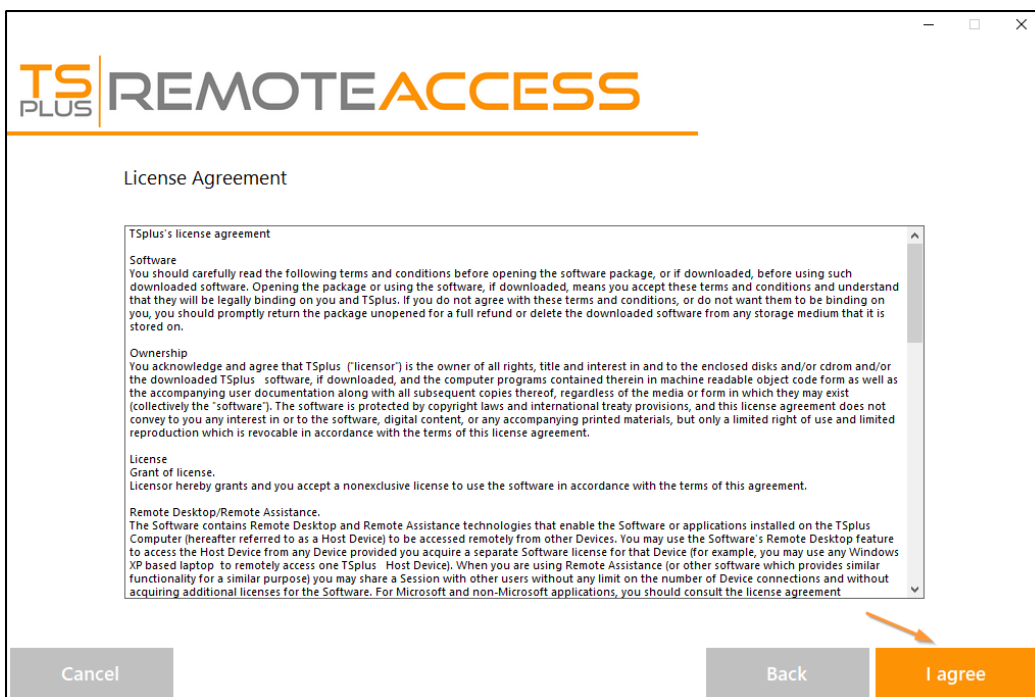 TS PLUS REMOTEACCESS
License Agreement
TSplus's license agreement
Software
You should carefully read the following terms and conditions before opening the software package, or if downloaded, before using such
downloaded software. Opening the package or using the software, if downloaded, means you accept these terms and conditions and understand
that they will be legally binding on you and TSplus. If you do not agree with these terms and conditions, or do not want them to be binding on
you, you should promptly return the package unopened for a full refund or delete the downloaded software from any storage medium that it is
stored on.
Ownership
You acknowledge and agree that TSplus ("licensor") is the owner of all rights, title and interest in and to the enclosed disks and/or cdrom and/or
the downloaded TSplus software, if downloaded, and the computer programs contained therein in machine readable object code form as well as
the accompanying user documentation along with all subsequent copies thereof, regardless of the media or form in which they may exist
(collectively the "software"). The software is protected by copyright laws and international treaty provisions, and this license agreement does not
convey to you any interest in or to the software, digital content, or any accompanying printed materials, but only a limited right of use and limited
reproduction which is revocable in accordance with the terms of this license agreement.
License
Grant of license.
Licensor hereby grants and you accept a nonexclusive license to use the software in accordance with the terms of this agreement.
Remote Desktop/Remote Assistance.
The Software contains Remote Desktop and Remote Assistance technologies that enable the Software or applications installed on the TSplus
Computer (hereafter referred to as a Host Device) to be accessed remotely from other Devices. You may use the Software's Remote Desktop feature
to access the Host Device from any Device provided you acquire a separate Software license for that Device (for example, you may use any Windows
XP based laptop to remotely access one TSplus Host Device). When you are using Remote Assistance (or other software which provides similar
functionality for a similar purpose) you may share a Session with other users without any limit on the number of Device connections and without
acquiring additional licenses for the Software. For Microsoft and non-Microsoft applications, you should consult the license agreement
Cancel
Back
I agree